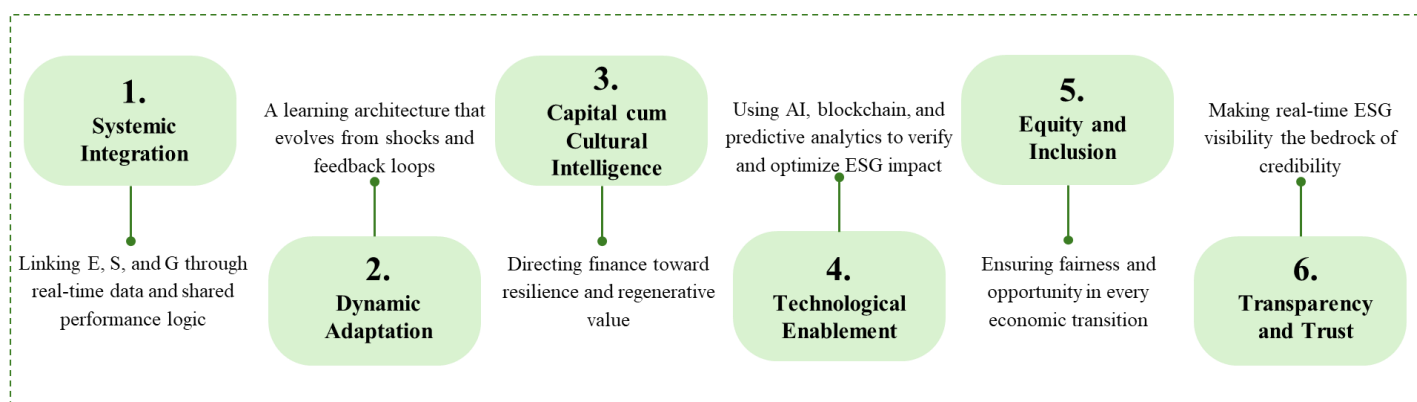 1.
Systemic
Integration
Linking E, S, and G through
real-time data and shared
performance logic
A learning architecture that
evolves from shocks and
feedback loops
2.
Dynamic
Adaptation
3.
Capital cum
Cultural
Intelligence
Directing finance toward
resilience and regenerative
value
Using AI, blockchain, and
predictive analytics to verify
and optimize ESG impact
4.
Technological
Enablement
5.
Equity and
Inclusion
Ensuring fairness and
opportunity in every
economic transition
Making real-time ESG
visibility the bedrock of
credibility
6.
Transparency
and Trust